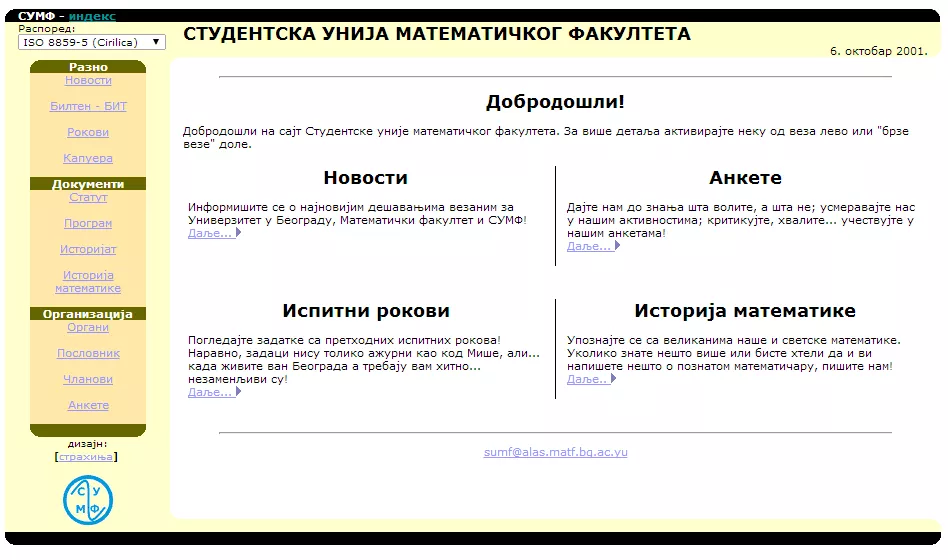 СУМФ - индекс
Распоред:
ISO 8859-5 (Cirilica)
СТУДЕНТСКА УНИЈА МАТЕМАТИЧКОГ ФАКУЛТЕТА
6. октобар 2001.
Разно
Новости
Билтен - БИТ
Рокови
Капуера
Документи
Статут
Програм
Историјат
Историја
математике
Организација
Органи
Пословник
Чланови
Анкете
дизајн:
[страхиња]
С У
М Ф
Добродошли!
Добродошли на сајт Студентске уније математичког факултета. За више детаља активирајте неку од веза лево или "брзе
везе" доле.
Новости
Информишите се о најновијим дешавањима везаним за
Универзитет у Београду, Математички факултет и СУМФ!
Даље...
Анкете
Дајте нам до знања шта волите, а шта не; усмеравајте нас
у нашим активностима; критикујте, хвалите... учествујте у
нашим анкетама!
Даље...
Испитни рокови
Погледајте задатке са претходних испитних рокова!
Наравно, задаци нису толико ажурни као код Мише, али...
када живите ван Београда а требају вам хитно...
незаменљиви су!
Даље...
Историја математике
Упознајте се са великанима наше и светске математике.
Уколико знате нешто више или бисте хтели да и ви
напишете нешто о познатом математичару, пишите нам!
Даље..
sumf@alas.matf.bg.ac.yu